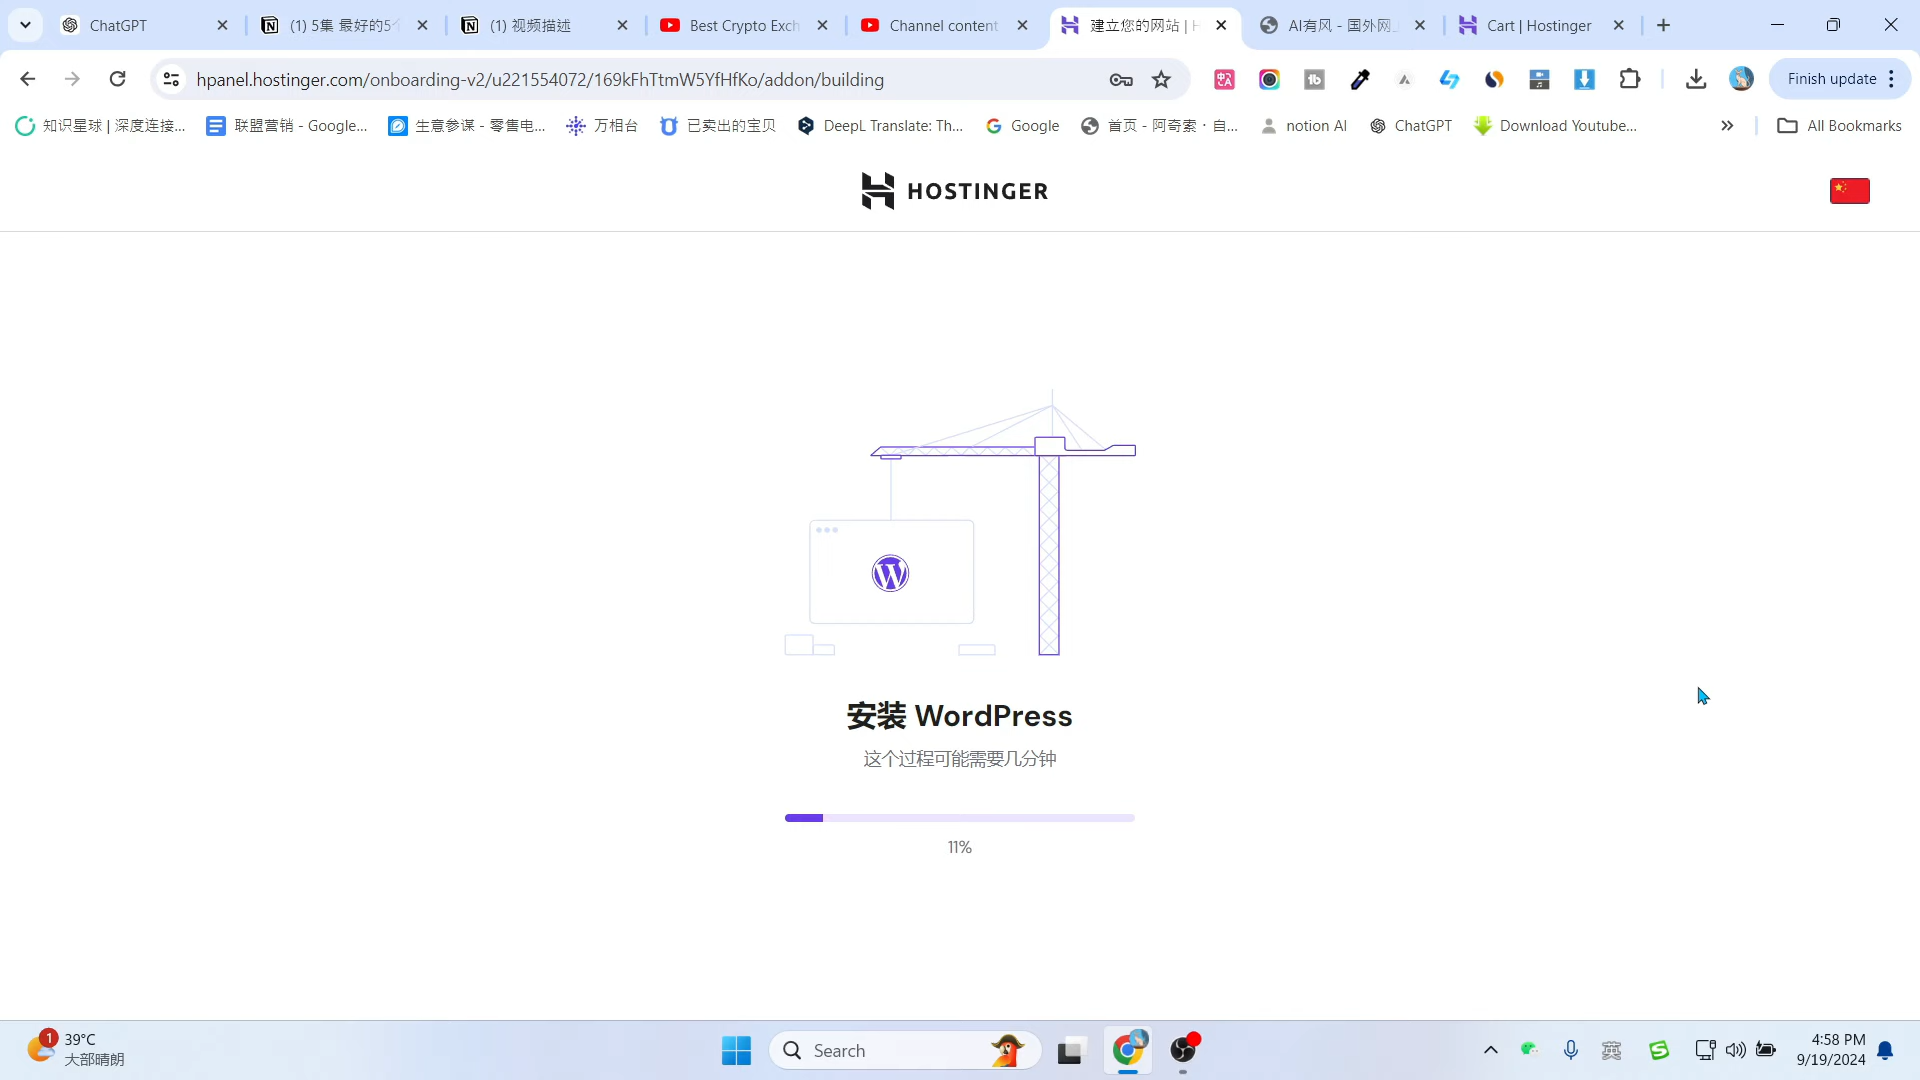 ChatGPT
(1) 5集 最好的5个
(1) 视频描述
Best Crypto Exch
Channel content
建立您的网站 | H
AI有风 - 国外网
Cart | Hostinger
hpanel.hostinger.com/onboarding-v2/u221554072/169kFhTtmW5YfHfKo/addon/building
Finish update
知识星球 | 深度连接...
联盟营销 - Google...
生意参谋 - 零售电...
万相台
已卖出的宝贝
DeepL Translate: Th...
Google
首页 - 阿奇索 · 自...
notion AI
ChatGPT
Download Youtube...
All Bookmarks
HOSTINGER
安装 WordPress
这个过程可能需要几分钟
11%
1
39°C
大部晴朗
Search
英
4:58 PM
9/19/2024